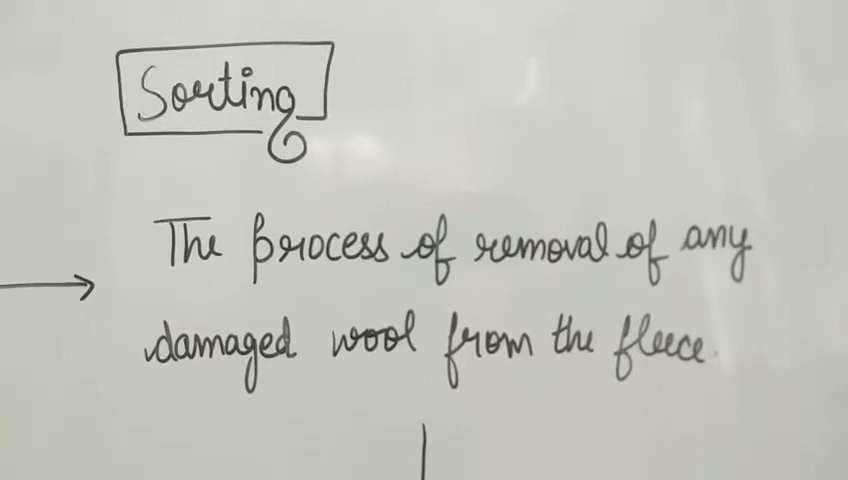 Sorting
The process of removal of any
damaged wool from the fleece.